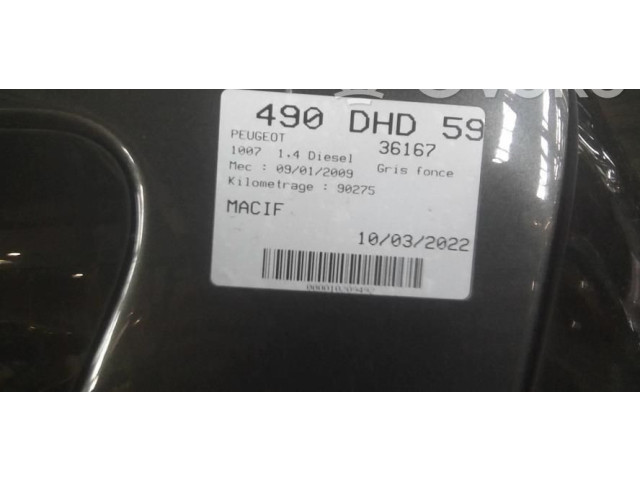 490 DHD 59
PEUGEOT 36167
1007 1.4 Diesel
Mec : 09/01/2009 Gris fonce
Kilometrage : 90275
MACIF
10/03/2022